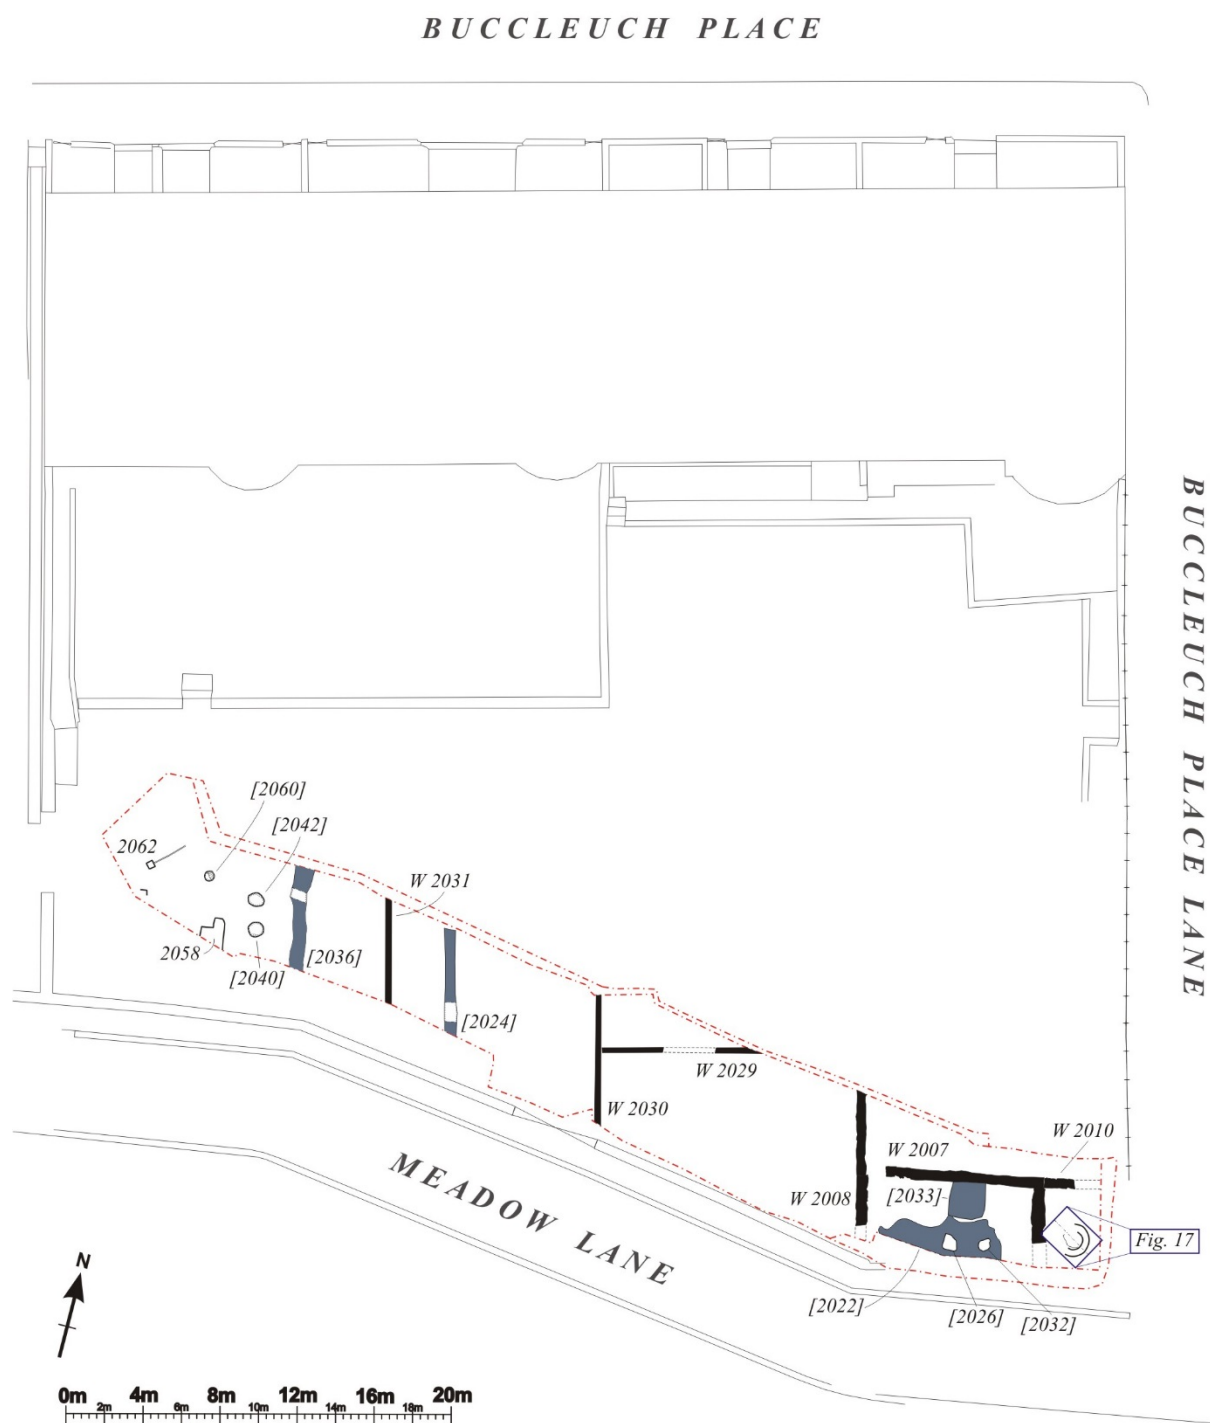 BUCCLEUCH PLACE
BUCCLEUCH PLACE LANE
[2060]
[2042]
2062
W 2031
2058
[2040]
[2036]
[2024]
W 2029
W 2030
W 2010
W 2007
W 2008
[2033]
Fig. 17
[2022]
[2026]
[2032]
MEADOW LANE
N
0m 4m 8m 12m 16m 20m
2m 6m 10m 14m 18m